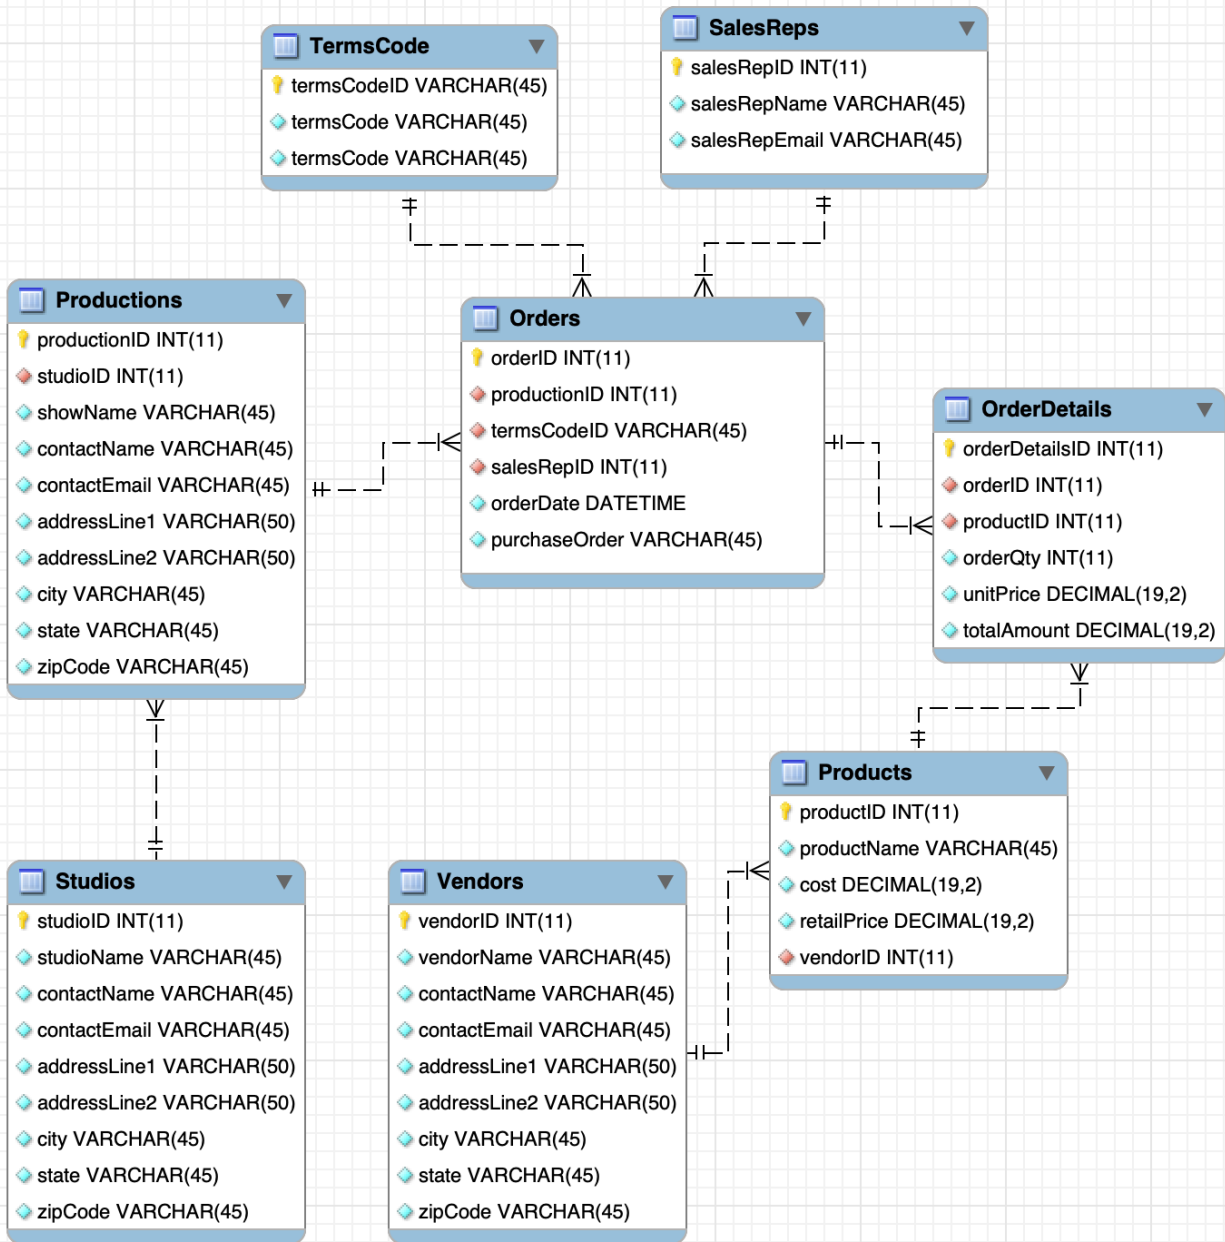 TermsCode
termsCodeID VARCHAR(45)
termsCode VARCHAR(45)
termsCode VARCHAR(45)
SalesReps
salesRepID INT(11)
salesRepName VARCHAR(45)
salesRepEmail VARCHAR(45)
Productions
productionID INT(11)
studioID INT(11)
showName VARCHAR(45)
contactName VARCHAR(45)
contactEmail VARCHAR(45)
addressLine1 VARCHAR(50)
addressLine2 VARCHAR(50)
city VARCHAR(45)
state VARCHAR(45)
zipCode VARCHAR(45)
Orders
orderID INT(11)
productionID INT(11)
termsCodeID VARCHAR(45)
salesRepID INT(11)
orderDate DATETIME
purchaseOrder VARCHAR(45)
OrderDetails
orderDetailsID INT(11)
orderID INT(11)
productID INT(11)
orderQty INT(11)
unitPrice DECIMAL(19,2)
totalAmount DECIMAL(19,2)
Studios
studioID INT(11)
studioName VARCHAR(45)
contactName VARCHAR(45)
contactEmail VARCHAR(45)
addressLine1 VARCHAR(50)
addressLine2 VARCHAR(50)
city VARCHAR(45)
state VARCHAR(45)
zipCode VARCHAR(45)
Vendors
vendorID INT(11)
vendorName VARCHAR(45)
contactName VARCHAR(45)
contactEmail VARCHAR(45)
addressLine1 VARCHAR(50)
addressLine2 VARCHAR(50)
city VARCHAR(45)
state VARCHAR(45)
zipCode VARCHAR(45)
Products
productID INT(11)
productName VARCHAR(45)
cost DECIMAL(19,2)
retailPrice DECIMAL(19,2)
vendorID INT(11)